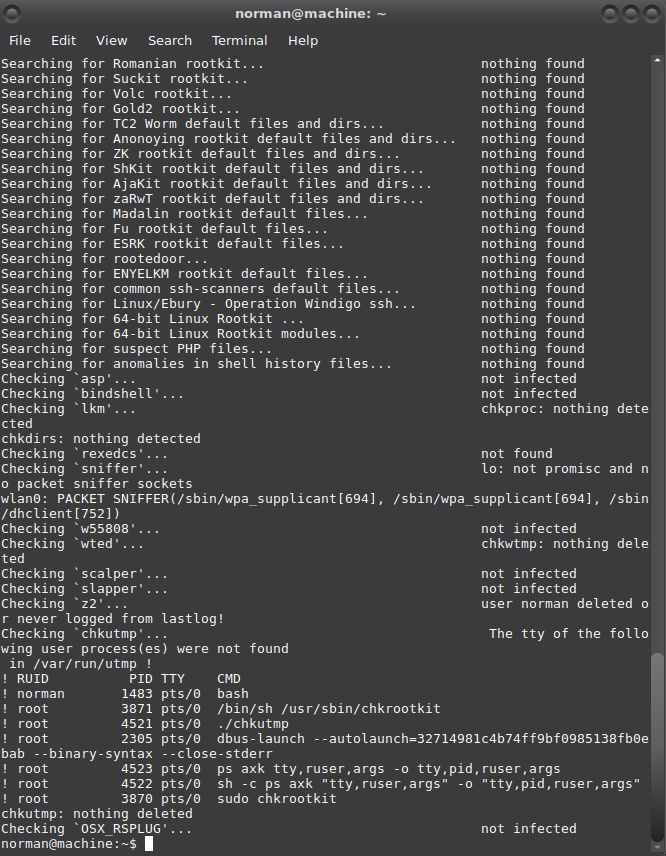 norman@machine: ~
File Edit View Search Terminal Help
Searching for Romanian rootkit... nothing found
Searching for Suckit rootkit... nothing found
Searching for Volc rootkit... nothing found
Searching for Gold2 rootkit... nothing found
Searching for TC2 Worm default files and dirs... nothing found
Searching for Anonoying rootkit default files and dirs... nothing found
Searching for ZK rootkit default files and dirs... nothing found
Searching for ShKit rootkit default files and dirs... nothing found
Searching for AjaKit rootkit default files and dirs... nothing found
Searching for zaRwT rootkit default files and dirs... nothing found
Searching for Madalin rootkit default files... nothing found
Searching for Fu rootkit default files... nothing found
Searching for ESRK rootkit default files... nothing found
Searching for rootedoor... nothing found
Searching for ENYELKM rootkit default files... nothing found
Searching for common ssh-scanners default files... nothing found
Searching for Linux/Ebury - Operation Windigo ssh... nothing found
Searching for 64-bit Linux Rootkit ... nothing found
Searching for 64-bit Linux Rootkit modules... nothing found
Searching for suspect PHP files... nothing found
Searching for anomalies in shell history files... nothing found
Checking `asp'... not infected
Checking `bindshell'... not infected
Checking `lkm'... chkproc: nothing dete
cted
chkdirs: nothing detected
Checking `rexedcs'... not found
Checking `sniffer'... lo: not promisc and n
o packet sniffer sockets
wlan0: PACKET SNIFFER(/sbin/wpa_supplicant[694], /sbin/wpa_supplicant[694], /sbin
/dhclient[752])
Checking `w55808'... not infected
Checking `wted'... chkwtmp: nothing dele
ted
Checking `scalper'... not infected
Checking `slapper'... not infected
Checking `z2'... user norman deleted o
r never logged from lastlog!
Checking `chkutmp'... The tty of the follo
wing user process(es) were not found
in /var/run/utmp !
! RUID PID TTY CMD
! norman 1483 pts/0 bash
! root 3871 pts/0 /bin/sh /usr/sbin/chkrootkit
! root 4521 pts/0 ./chkutmp
! root 2305 pts/0 dbus-launch --autolaunch=32714981c4b74ff9bf0985138fb0e
bab --binary-syntax --close-stderr
! root 4523 pts/0 ps axk tty,ruser,args -o tty,pid,ruser,args
! root 4522 pts/0 sh -c ps axk "tty,ruser,args" -o "tty,pid,ruser,args"
! root 3870 pts/0 sudo chkrootkit
chkutmp: nothing deleted
Checking `OSX_RSPLUG'... not infected
norman@machine:~$